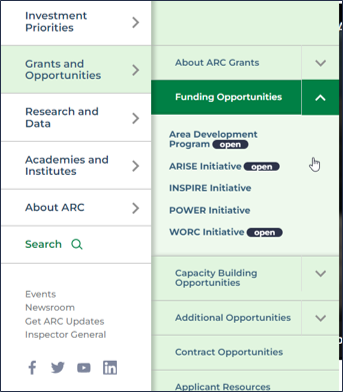 Investment
Priorities
Grants and
Opportunities
Research and
Data
Academies and
Institutes
About ARC
Search
Events
Newsroom
Get ARC Updates
Inspector General
About ARC Grants
Funding Opportunities
Area Development
Program open
ARISE Initiative open
INSPIRE Initiative
POWER Initiative
WORC Initiative open
Capacity Building
Opportunities
Additional Opportunities
Contract Opportunities
Applicant Resources